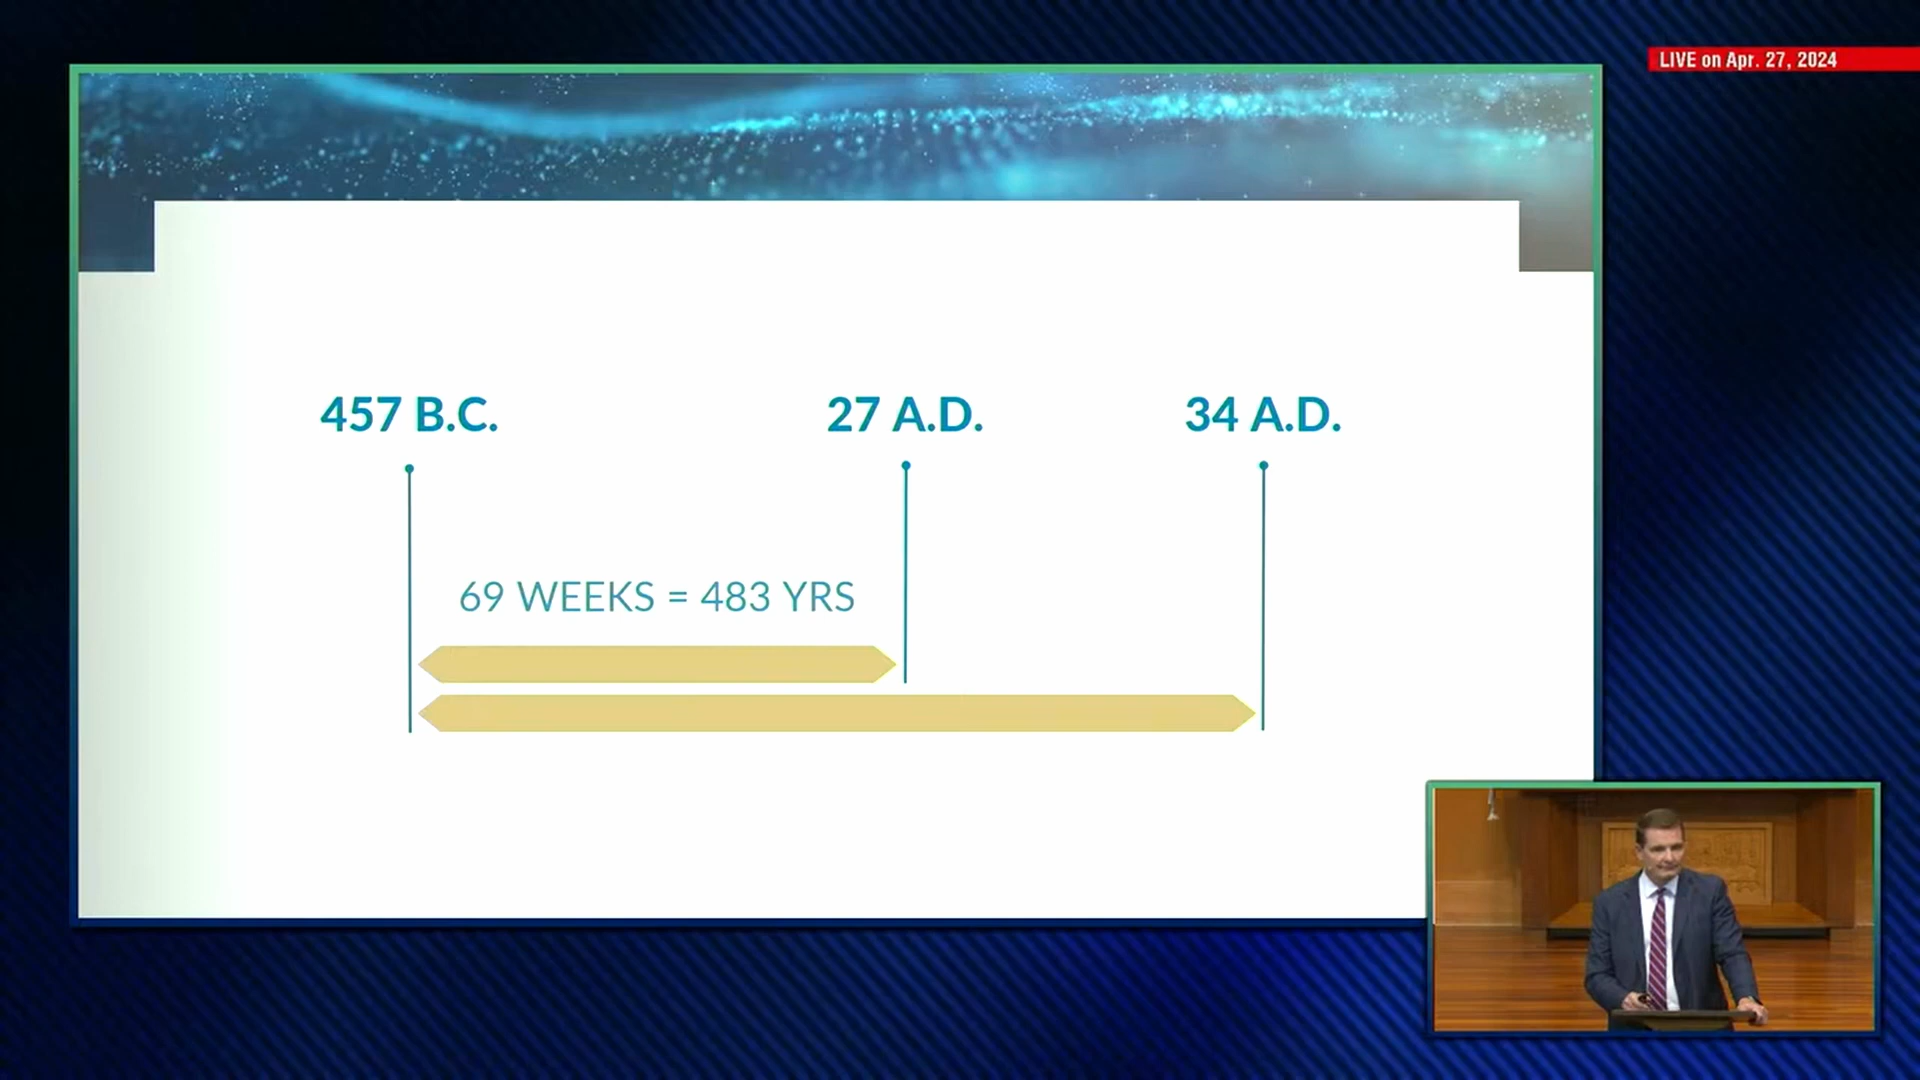 LIVE on Apr. 27, 2024
457 B.C.
27 A.D.
34 A.D.
69 WEEKS = 483 YRS